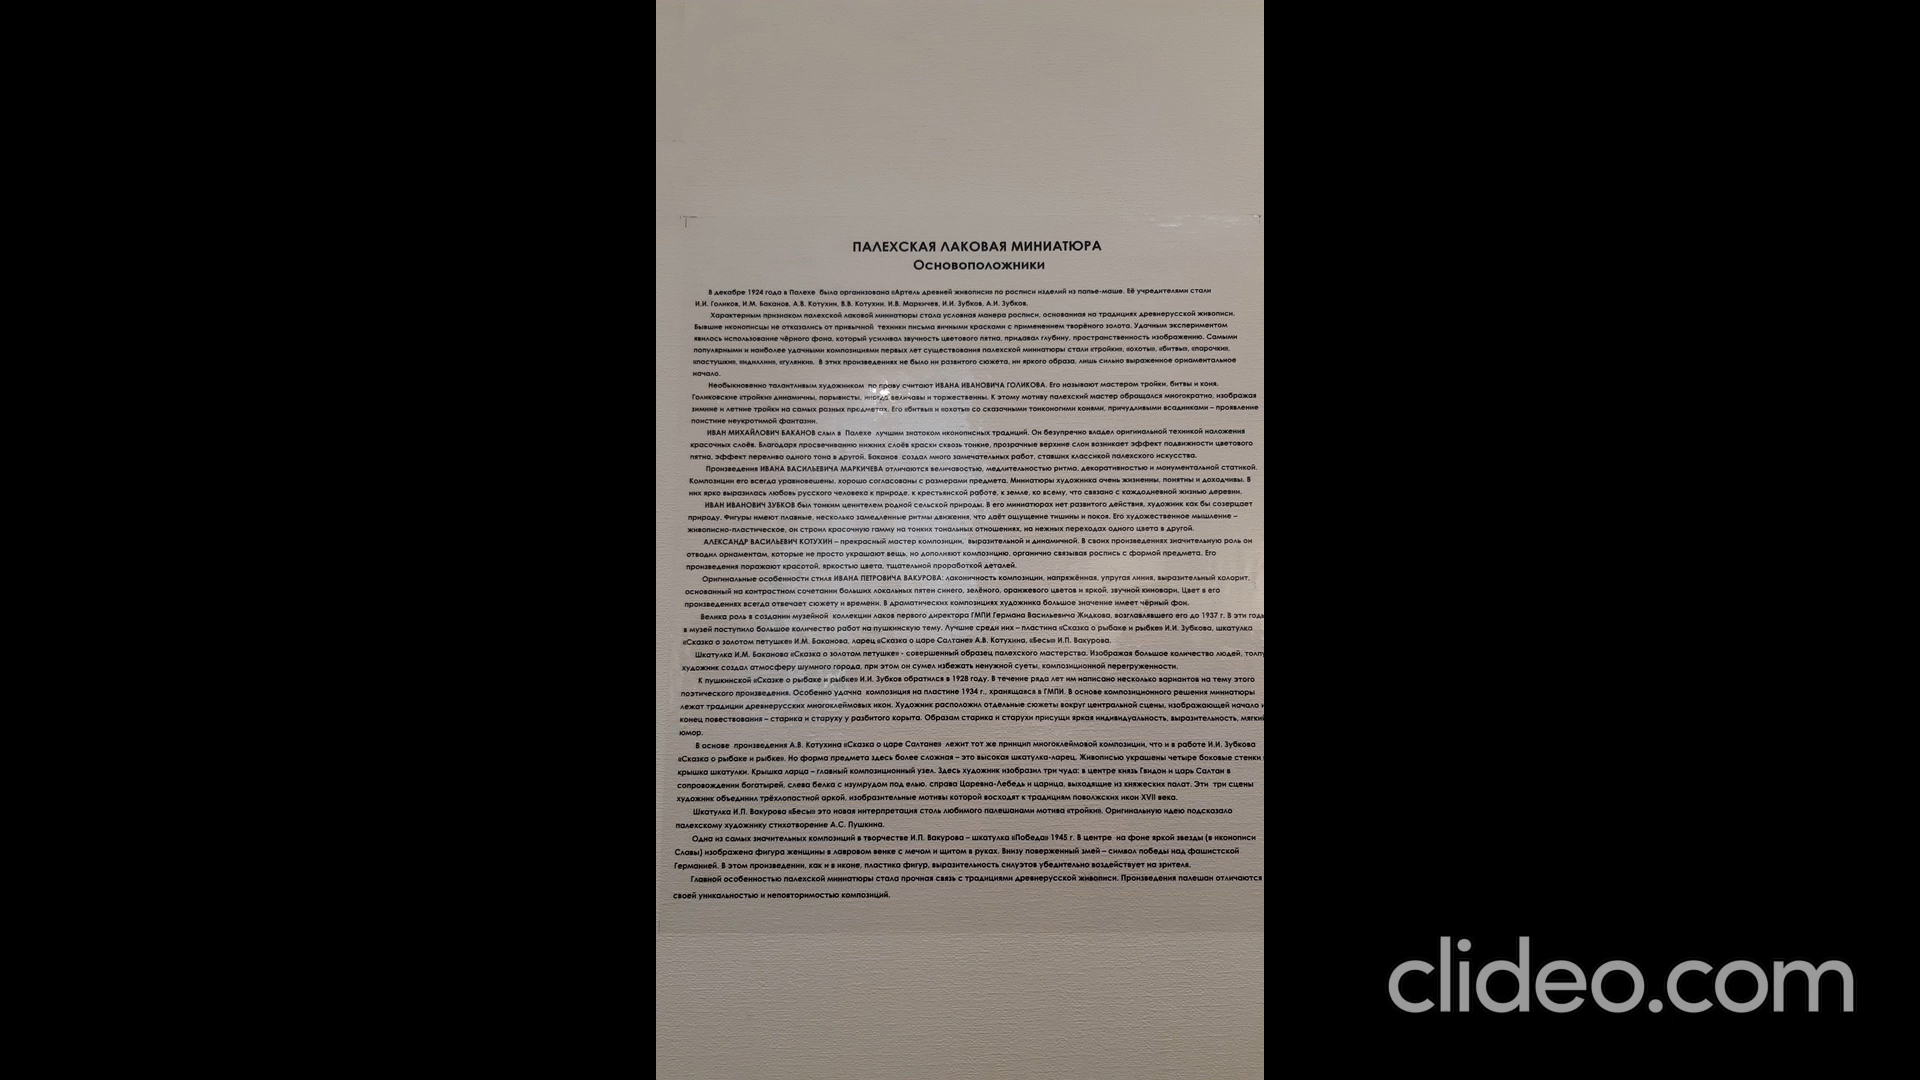 ПАЛЕХСКАЯ ЛАКОВАЯ МИНИАТЮРА
Основоположники
В декабре 1924 года в Палехе была организована «Артель древней живописи» по росписи изделий из папье-маше. Её учредителями стали
И.И. Голиков, И.М. Баканов, А.В. Котухин, В.В. Котухин, И.В. Маркичев, И.И. Зубков, А.И. Зубков.
Характерным признаком палехской лаковой миниатюры стала условная манера росписи, основанная на традициях древнерусской живописи.
Бывшие иконописцы не отказались от привычной техники письма яичными красками с применением творёного золота. Удачным экспериментом
явилось использование чёрного фона, который усиливал звучность цветового пятна, придавал глубину, пространственность изображению. Самыми
популярными и наиболее удачными композициями первых лет существования палехской миниатюры стали «тройки», «охоты», «битвы», «парочки»,
«пастушки», «идиллии», «гулянки». В этих произведениях не было ни развитого сюжета, ни яркого образа, лишь сильно выраженное орнаментальное
начало.
Необыкновенно талантливым художником по праву считают ИВАНА ИВАНОВИЧА ГОЛИКОВА. Его называют мастером тройки, битвы и коня.
Голиковские «тройки» динамичны, порывисты, иногда величавы и торжественны. К этому мотиву палехский мастер обращался многократно, изображая
зимние и летние тройки на самых разных предметах. Его «битвы» и «охоты» со сказочными тонконогими конями, причудливыми всадниками – проявление
поистине неукротимой фантазии.
ИВАН МИХАЙЛОВИЧ БАКАНОВ слыл в Палехе лучшим знатоком иконописных традиций. Он безупречно владел оригинальной техникой наложения
красочных слоёв. Благодаря просвечиванию нижних слоёв краски сквозь тонкие, прозрачные верхние слои возникает эффект подвижности цветового
пятна, эффект перелива одного тона в другой. Баканов создал много замечательных работ, ставших классикой палехского искусства.
Произведения ИВАНА ВАСИЛЬЕВИЧА МАРКИЧЕВА отличаются величавостью, медлительностью ритма, декоративностью и монументальной статикой.
Композиции его всегда уравновешены, хорошо согласованы с размерами предмета. Миниатюры художника очень жизненны, понятны и доходчивы. В
них ярко выразилась любовь русского человека к природе, к крестьянской работе, к земле, ко всему, что связано с каждодневной жизнью деревни.
ИВАН ИВАНОВИЧ ЗУБКОВ был тонким ценителем родной сельской природы. В его миниатюрах нет развитого действия, художник как бы созерцает
природу. Фигуры имеют плавные, несколько замедленные ритмы движения, что даёт ощущение тишины и покоя. Его художественное мышление –
живописно-пластическое, он строил красочную гамму на тонких тональных отношениях, на нежных переходах одного цвета в другой.
АЛЕКСАНДР ВАСИЛЬЕВИЧ КОТУХИН – прекрасный мастер композиции, выразительной и динамичной. В своих произведениях значительную роль он
отводил орнаментам, которые не просто украшают вещь, но дополняют композицию, органично связывая роспись с формой предмета. Его
произведения поражают красотой, яркостью цвета, тщательной проработкой деталей.
Оригинальные особенности стиля ИВАНА ПЕТРОВИЧА ВАКУРОВА: лаконичность композиции, напряжённая, упругая линия, выразительный колорит,
основанный на контрастном сочетании больших локальных пятен синего, зелёного, оранжевого цветов и яркой, звучной киновари. Цвет в его
произведениях всегда отвечает сюжету и времени. В драматических композициях художника большое значение имеет чёрный фон.
Велика роль в создании музейной коллекции лаков первого директора ГМПИ Германа Васильевича Жидкова, возглавлявшего его до 1937 г. В эти годы
в музей поступило большое количество работ на пушкинскую тему. Лучшие среди них – пластина «Сказка о рыбаке и рыбке» И.И. Зубкова, шкатулка
«Сказка о золотом петушке» И.М. Баканова, ларец «Сказка о царе Салтане» А.В. Котухина, «Бесы» И.П. Вакурова.
Шкатулка И.М. Баканова «Сказка о золотом петушке» - совершенный образец палехского мастерства. Изображая большое количество людей, толпу
художник создал атмосферу шумного города, при этом он сумел избежать ненужной суеты, композиционной перегруженности.
К пушкинской «Сказке о рыбаке и рыбке» И.И. Зубков обратился в 1928 году. В течение ряда лет им написано несколько вариантов на тему этого
поэтического произведения. Особенно удачна композиция на пластине 1934 г., хранящаяся в ГМПИ. В основе композиционного решения миниатюры
лежат традиции древнерусских многоклеймовых икон. Художник расположил отдельные сюжеты вокруг центральной сцены, изображающей начало и
конец повествования – старика и старуху у разбитого корыта. Образам старика и старухи присущи яркая индивидуальность, выразительность, мягкий
юмор.
В основе произведения А.В. Котухина «Сказка о царе Салтане» лежит тот же принцип многоклеймовой композиции, что и в работе И.И. Зубкова
«Сказка о рыбаке и рыбке». Но форма предмета здесь более сложная – это высокая шкатулка-ларец. Живописью украшены четыре боковые стенки
крышка шкатулки. Крышка ларца – главный композиционный узел. Здесь художник изобразил три чуда: в центре князь Гвидон и царь Салтан в
сопровождении богатырей, слева белка с изумрудом под елью, справа Царевна-Лебедь и царица, выходящие из княжеских палат. Эти три сцены
художник объединил трёхлопастной аркой, изобразительные мотивы которой восходят к традициям поволжских икон XVII века.
Шкатулка И.П. Вакурова «Бесы» это новая интерпретация столь любимого палешанами мотива «тройки». Оригинальную идею подсказало
палехскому художнику стихотворение А.С. Пушкина.
Одна из самых значительных композиций в творчестве И.П. Вакурова – шкатулка «Победа» 1945 г. В центре на фоне яркой звезды (в иконописи
Славы) изображена фигура женщины в лавровом венке с мечом и щитом в руках. Внизу поверженный змей – символ победы над фашистской
Германией. В этом произведении, как и в иконе, пластика фигур, выразительность силуэтов убедительно воздействует на зрителя.
Главной особенностью палехской миниатюры стала прочная связь с традициями древнерусской живописи. Произведения палешан отличаются
своей уникальностью и неповторимостью композиций.
clideo.com